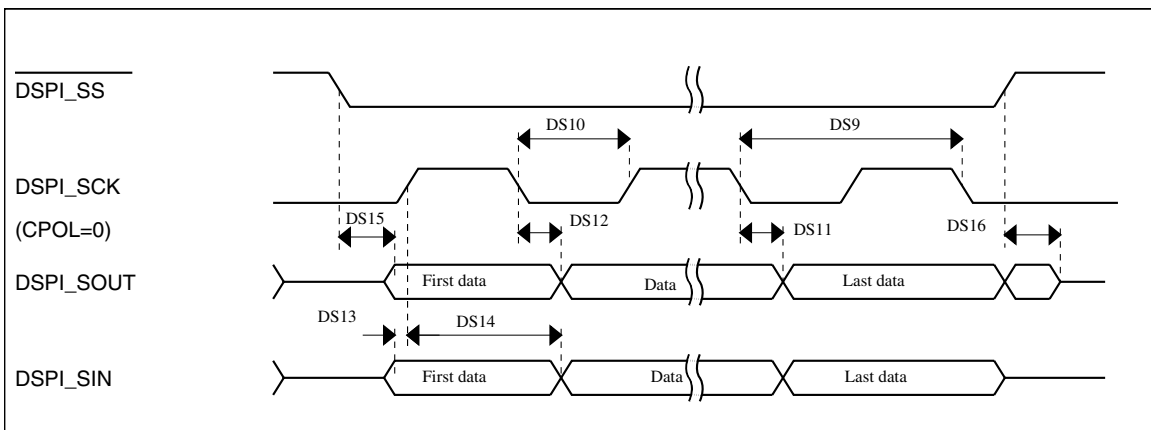 DSPI_SS
DS10
DS9
DSPI_SCK
(CPOL=0)
DS15
DS12
DS11
DS16
DSPI_SOUT
First data
Data
Last data
DS13
DS14
DSPI_SIN
First data
Data
Last data